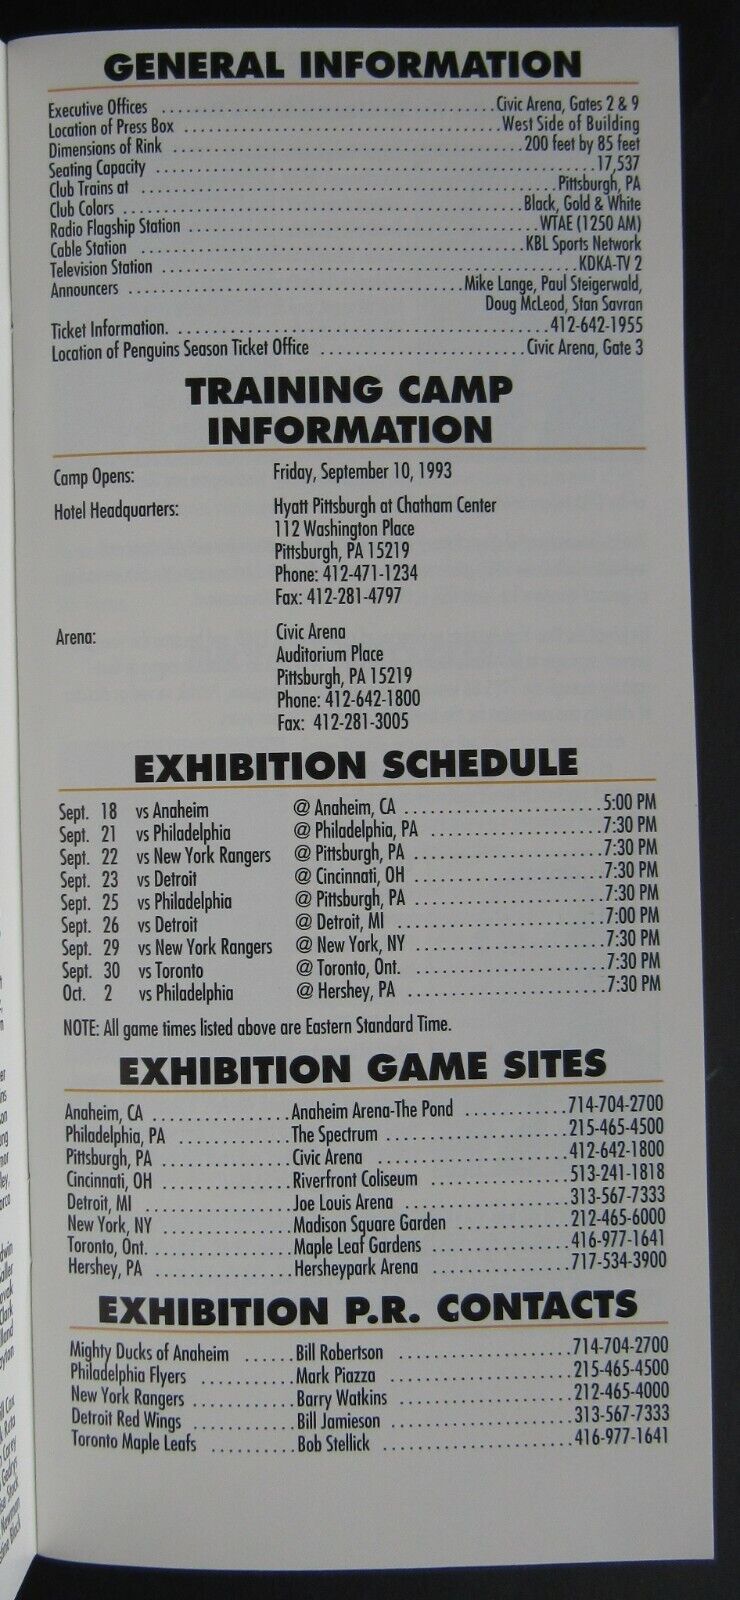 GENERAL INFORMATION
Executive Offices ........ Civic Arena, Gates 2 & 9
Location of Press Box ........ West Side of Building
Dimensions of Rink ........ 200 feet by 85 feet
Seating Capacity ........ 17,537
Club Trains at ........ Pittsburgh, PA
Club Colors ........ Black, Gold & White
Radio Flagship Station ........ WTAE (1250 AM)
Cable Station ........ KBL Sports Network
Television Station ........ KDKA-TV 2
Announcers ........ Mike Lange, Paul Steigerwald,
Doug McLeod, Stan Savran
Ticket Information. ........ 412-642-1955
Location of Penguins Season Ticket Office ........ Civic Arena, Gate 3
TRAINING CAMP
INFORMATION
Camp Opens: Friday, September 10, 1993
Hotel Headquarters: Hyatt Pittsburgh at Chatham Center
112 Washington Place
Pittsburgh, PA 15219
Phone: 412-471-1234
Fax: 412-281-4797
Arena: Civic Arena
Auditorium Place
Pittsburgh, PA 15219
Phone: 412-642-1800
Fax: 412-281-3005
EXHIBITION SCHEDULE
Sept. 18 vs Anaheim @ Anaheim, CA ........ 5:00 PM
Sept. 21 vs Philadelphia @ Philadelphia, PA ........ 7:30 PM
Sept. 22 vs New York Rangers @ Pittsburgh, PA ........ 7:30 PM
Sept. 23 vs Detroit @ Cincinnati, OH ........ 7:30 PM
Sept. 25 vs Philadelphia @ Pittsburgh, PA ........ 7:30 PM
Sept. 26 vs Detroit @ Detroit, MI ........ 7:00 PM
Sept. 29 vs New York Rangers @ New York, NY ........ 7:30 PM
Sept. 30 vs Toronto @ Toronto, Ont. ........ 7:30 PM
Oct. 2 vs Philadelphia @ Hershey, PA ........ 7:30 PM
NOTE: All game times listed above are Eastern Standard Time.
EXHIBITION GAME SITES
Anaheim, CA ........ Anaheim Arena-The Pond ........ 714-704-2700
Philadelphia, PA ........ The Spectrum ........ 215-465-4500
Pittsburgh, PA ........ Civic Arena ........ 412-642-1800
Cincinnati, OH ........ Riverfront Coliseum ........ 513-241-1818
Detroit, MI ........ Joe Louis Arena ........ 313-567-7333
New York, NY ........ Madison Square Garden ........ 212-465-6000
Toronto, Ont. ........ Maple Leaf Gardens ........ 416-977-1641
Hershey, PA ........ Hersheypark Arena ........ 717-534-3900
EXHIBITION P.R. CONTACTS
Mighty Ducks of Anaheim ...... Bill Robertson ........ 714-704-2700
Philadelphia Flyers ........ Mark Piazza ........ 215-465-4500
New York Rangers ........ Barry Watkins ........ 212-465-4000
Detroit Red Wings ........ Bill Jamieson ........ 313-567-7333
Toronto Maple Leafs ........ Bob Stellick ........ 416-977-1641